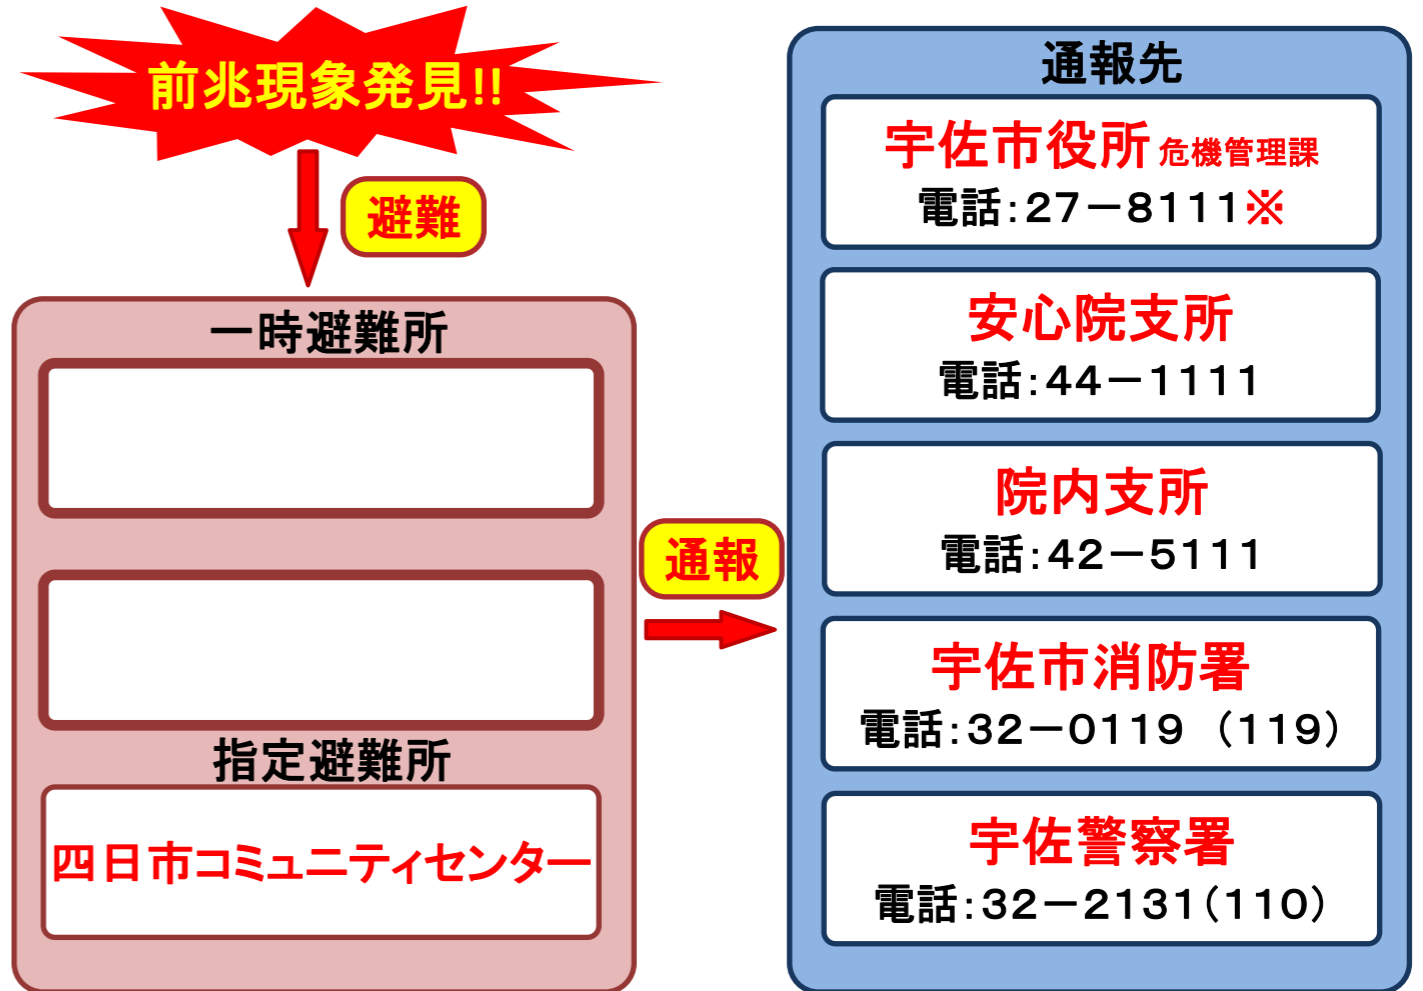 前兆現象発見!!
避難
一時避難所
指定避難所
四日市コミュニティセンター
通報
通報先
宇佐市役所 危機管理課
電話:27-8111※
安心院支所
電話:44-1111
院内支所
電話:42-5111
宇佐市消防署
電話:32-0119 (119)
宇佐警察署
電話:32-2131(110)